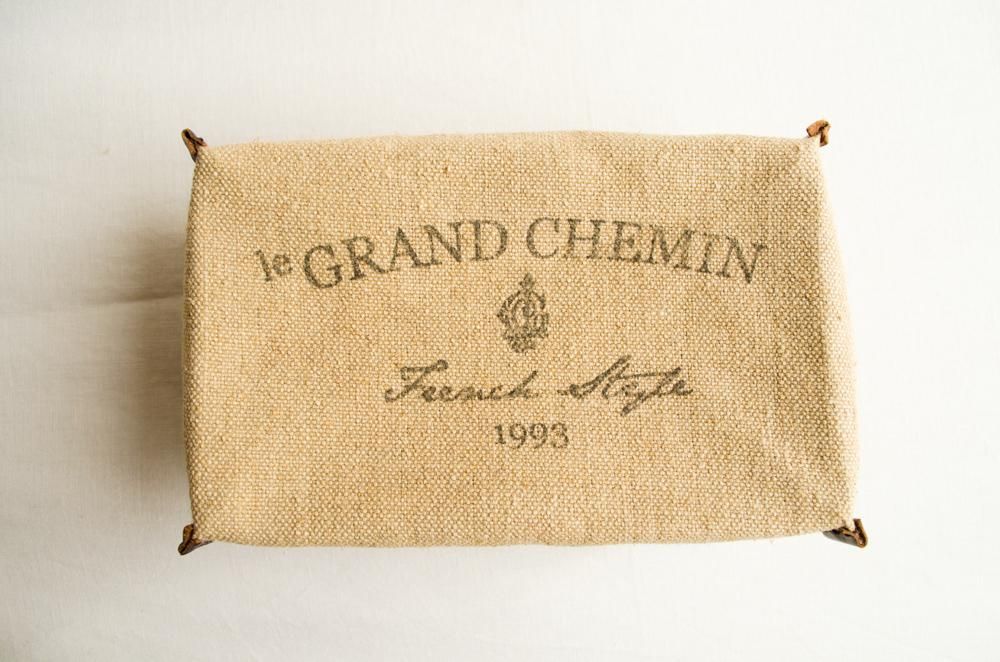 le GRAND CHEMIN
French Style
1993